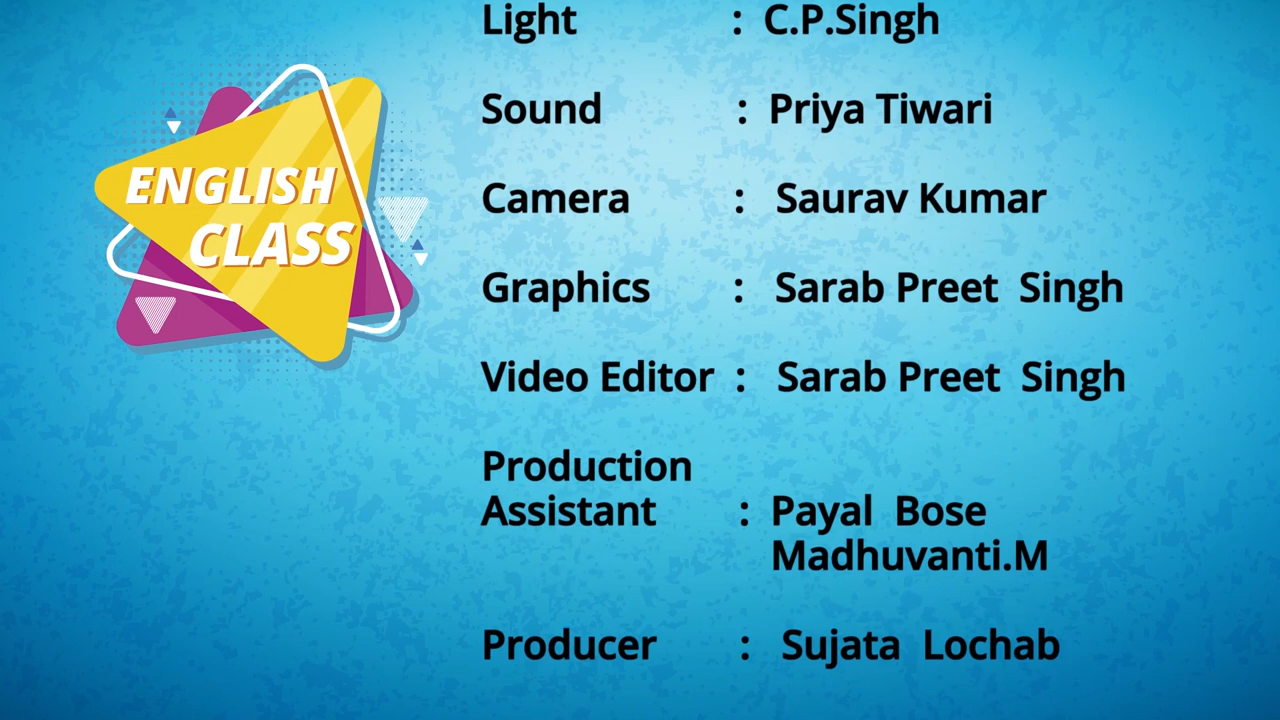 ENGLISH
CLASS
Light : C.P.Singh
Sound : Priya Tiwari
Camera : Saurav Kumar
Graphics : Sarab Preet Singh
Video Editor : Sarab Preet Singh
Production
Assistant : Payal Bose
Madhuvanti.M
Producer : Sujata Lochab